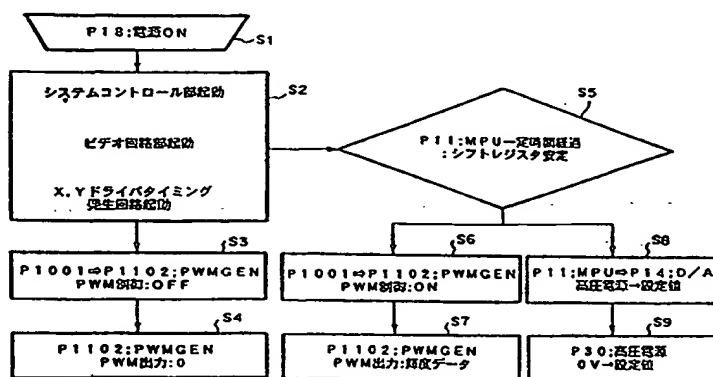 P18;電源ON
S1
S2
システムコントロール部起動
ビデオ回路部起動
X,Yドライバタイミング
発生回路起動
S5
P11;MPU一定時間経過
:シフトレジスタ安定
S3
P1001⇒P1102;PWMGEN
PWM制御:OFF
S6
P1001⇒P1102;PWMGEN
PWM制御:ON
S8
P11;MPU⇒P14;D/A
高圧電源→設定値
S4
P1102;PWMGEN
PWM出力:0
S7
P1102;PWMGEN
PWM出力:輝度データ
S9
P30;高圧電源
0V→設定値